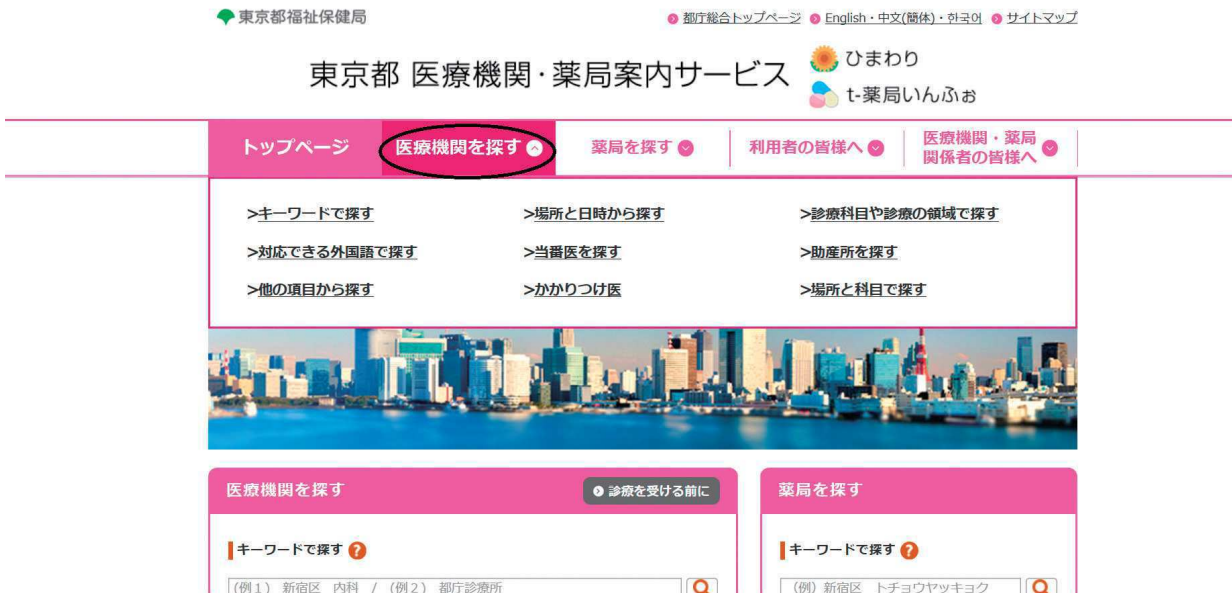 東京都福祉保健局
都庁総合トップページ English・中文(簡体)・한국어 サイトマップ
東京都 医療機関・薬局案内サービス
ひまわり
t-薬局いんふぉ
トップページ 医療機関を探す 薬局を探す 利用者の皆様へ 医療機関・薬局
関係者の皆様へ
>キーワードで探す >場所と日時から探す >診療科目や診療の領域で探す
>対応できる外国語で探す >当番医を探す >助産所を探す
>他の項目から探す >かかりつけ医 >場所と科目で探す
医療機関を探す 診療を受ける前に 薬局を探す
キーワードで探す ? キーワードで探す ?
(例1) 新宿区 内科 / (例2) 都庁診療所 (例) 新宿区 トチョウヤッキョク